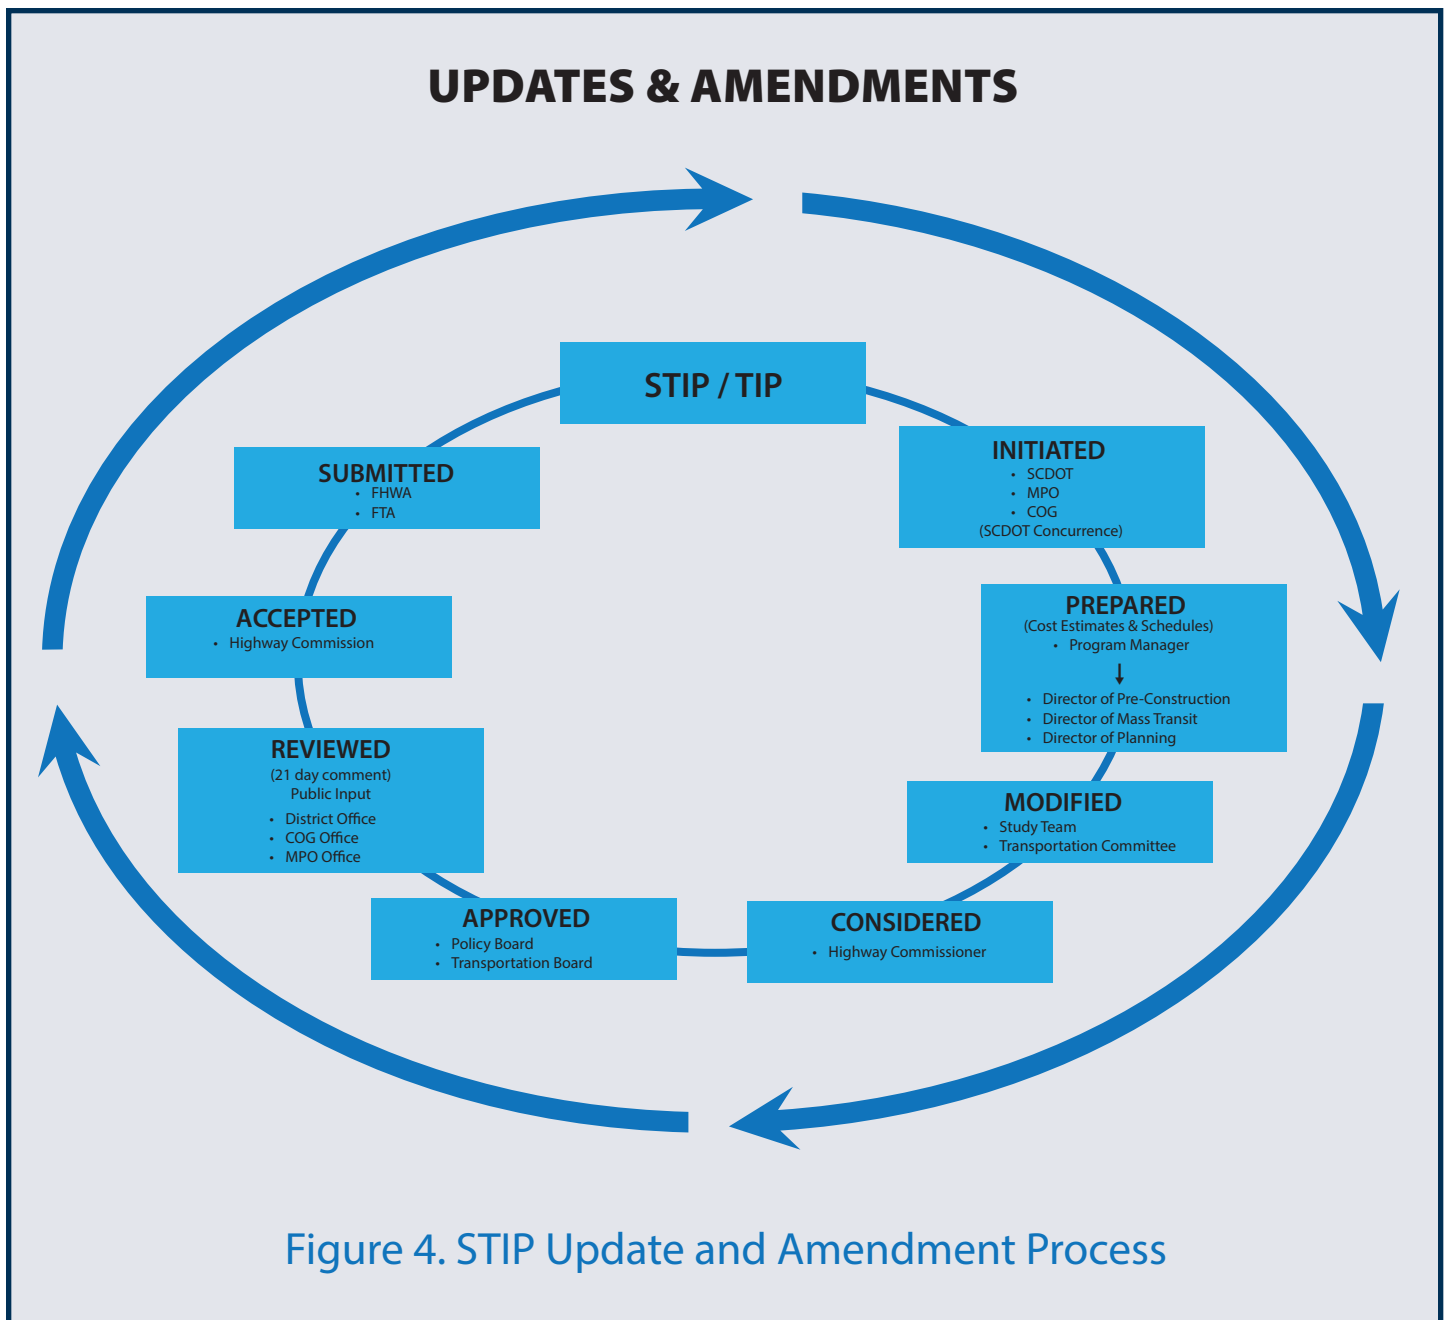 UPDATES & AMENDMENTS
STIP / TIP
INITIATED
• SCDOT
• MPO
• COG
(SCDOT Concurrence)
PREPARED
(Cost Estimates & Schedules)
• Program Manager
• Director of Pre-Construction
• Director of Mass Transit
• Director of Planning
MODIFIED
• Study Team
• Transportation Committee
CONSIDERED
• Highway Commissioner
APPROVED
• Policy Board
• Transportation Board
REVIEWED
(21 day comment)
Public Input
• District Office
• COG Office
• MPO Office
ACCEPTED
• Highway Commission
SUBMITTED
• FHWA
• FTA
Figure 4. STIP Update and Amendment Process